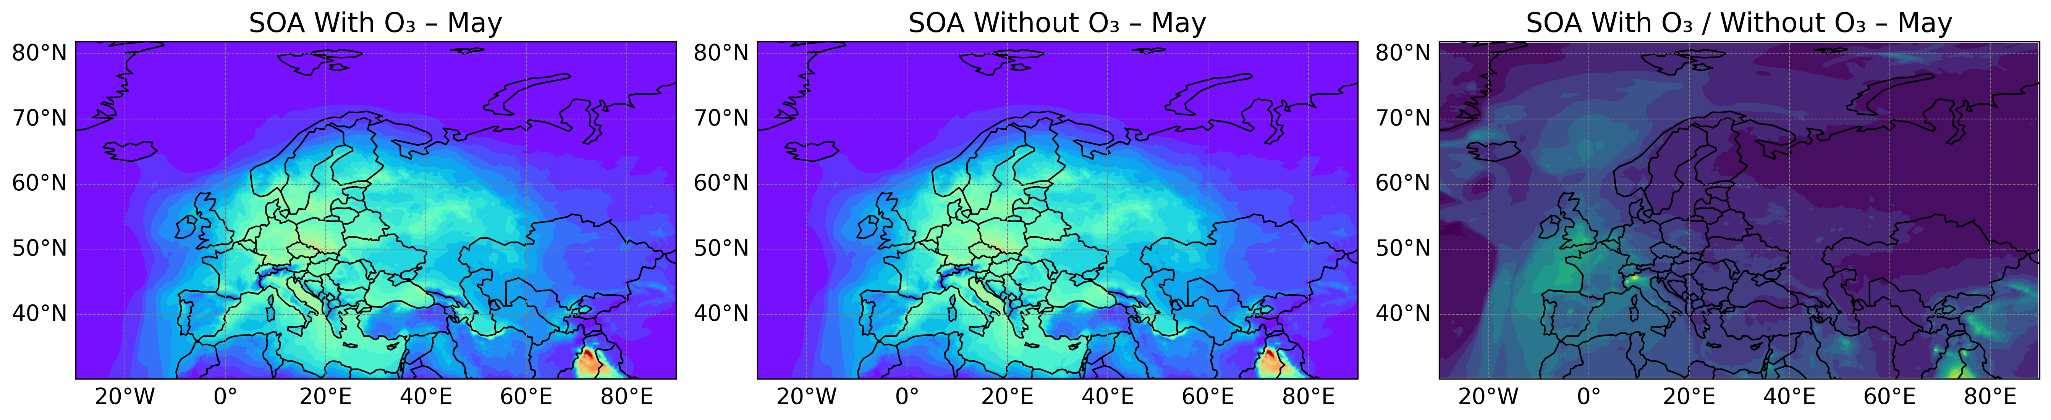 SOA With O₃ – May
80°N
70°N
60°N
50°N
40°N
20°W 0° 20°E 40°E 60°E 80°E
SOA Without O₃ – May
80°N
70°N
60°N
50°N
40°N
20°W 0° 20°E 40°E 60°E 80°E
SOA With O₃ / Without O₃ – May
80°N
70°N
60°N
50°N
40°N
20°W 0° 20°E 40°E 60°E 80°E